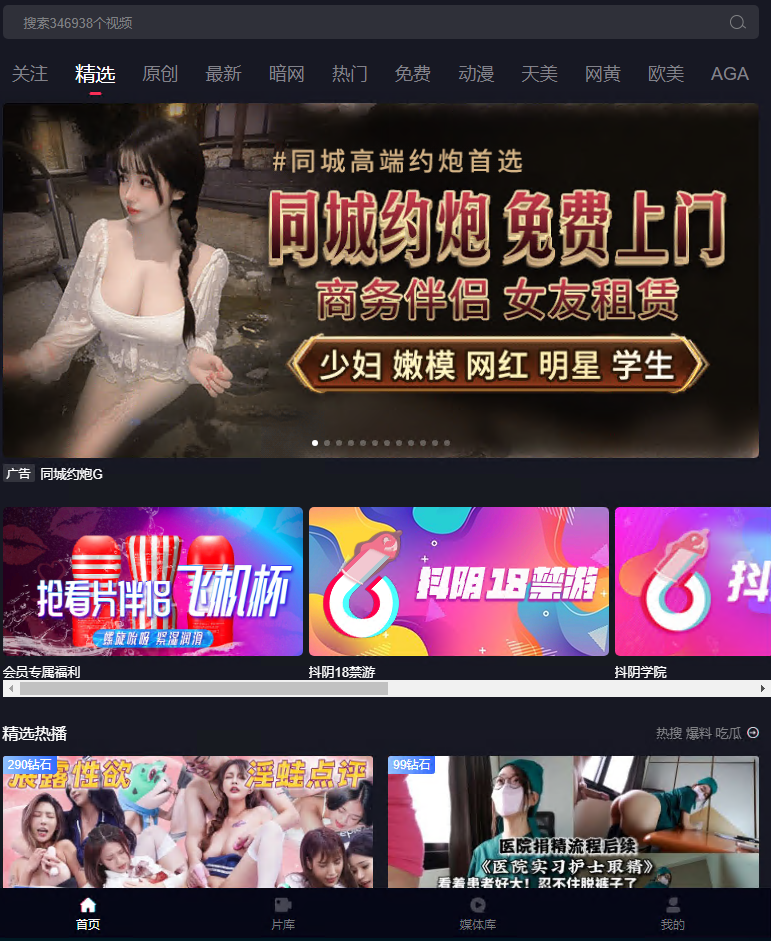 搜索346938个视频
关注 精选 原创 最新 暗网 热门 免费 动漫 天美 网黄 欧美 AGA
#同城高端约炮首选
同城约炮 免费上门
商务伴侣 女友租赁
少妇 嫩模 网红 明星 学生
广告 同城约炮G
抢看片伴侣 飞机杯
螺旋吮吸 紧湿润滑
抖阴18禁游
抖
会员专属福利
抖阴18禁游
抖阴学院
精选热播
热搜 爆料 吃瓜
290钻石
展露性欲 淫蛙点评
99钻石
医院捐精流程后续
《医院实习护士取精》
看着患者好大!忍不住脱裤子了
首页 片库 媒体库 我的